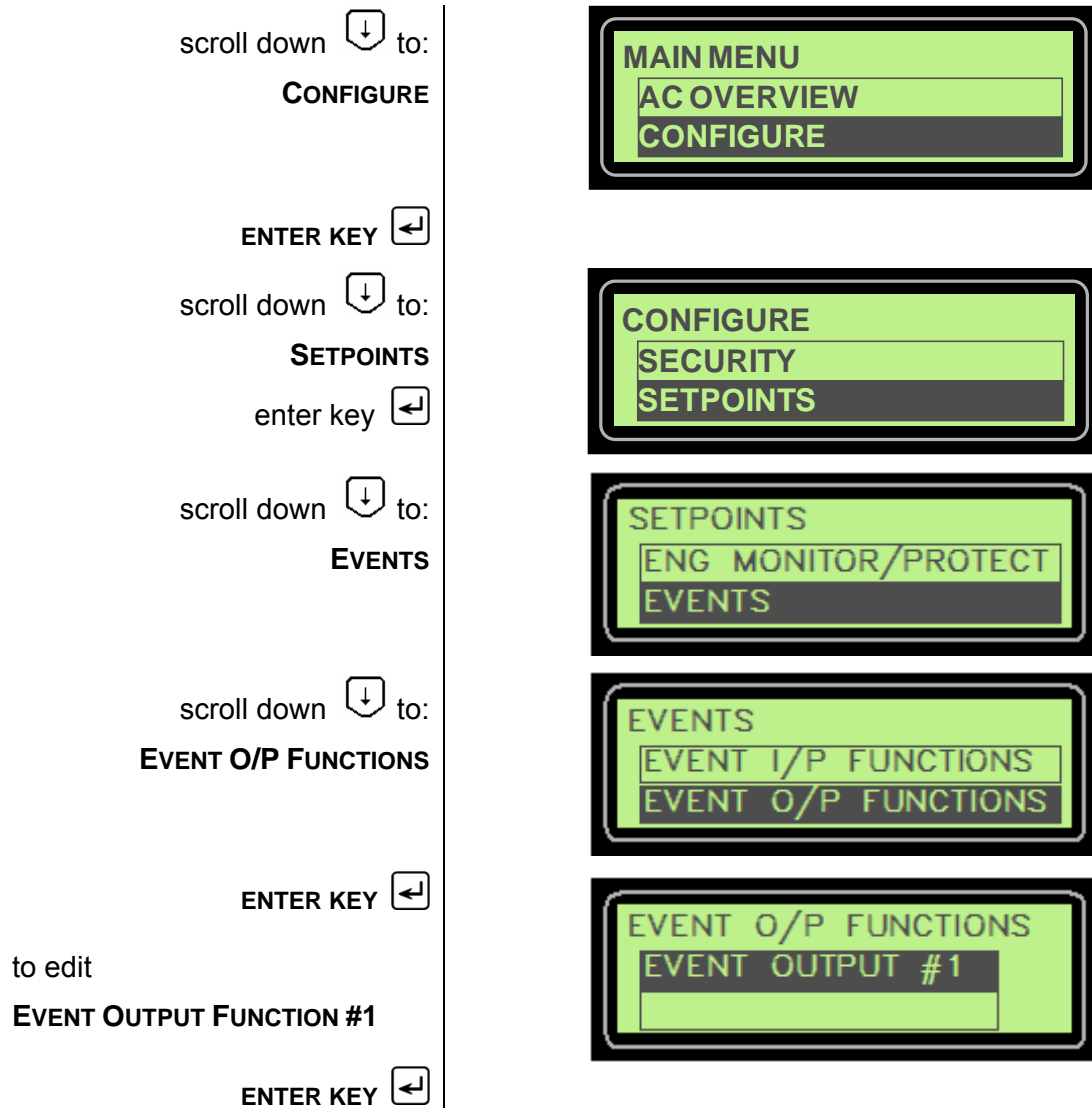 scroll down ↓ to:
CONFIGURE
MAIN MENU
AC OVERVIEW
CONFIGURE
ENTER KEY ↵
scroll down ↓ to:
SETPOINTS
enter key ↵
CONFIGURE
SECURITY
SETPOINTS
scroll down ↓ to:
EVENTS
SETPOINTS
ENG MONITOR/PROTECT
EVENTS
scroll down ↓ to:
EVENT O/P FUNCTIONS
EVENTS
EVENT I/P FUNCTIONS
EVENT O/P FUNCTIONS
ENTER KEY ↵
to edit
EVENT OUTPUT FUNCTION #1
ENTER KEY ↵
EVENT O/P FUNCTIONS
EVENT OUTPUT #1